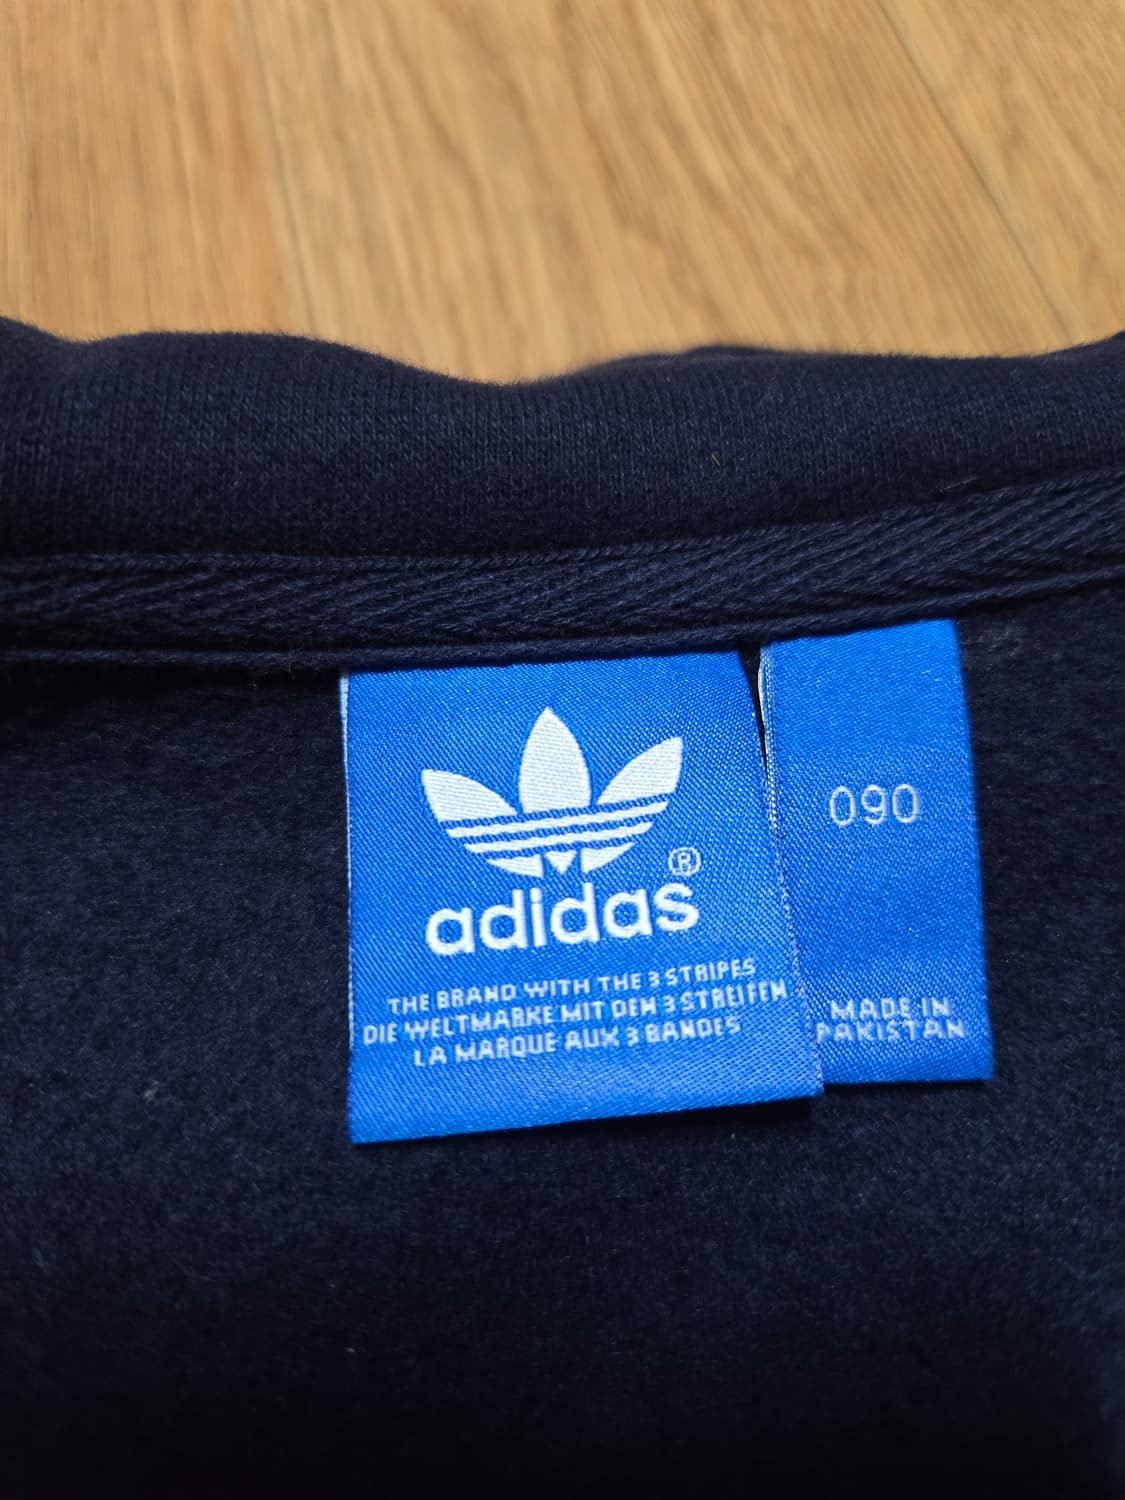 adidas®
THE BRAND WITH THE 3 STRIPES
DIE WELTMARKE MIT DEN 3 STREIFEN
LA MARQUE AUX 3 BANDES
090
MADE IN
PAKISTAN